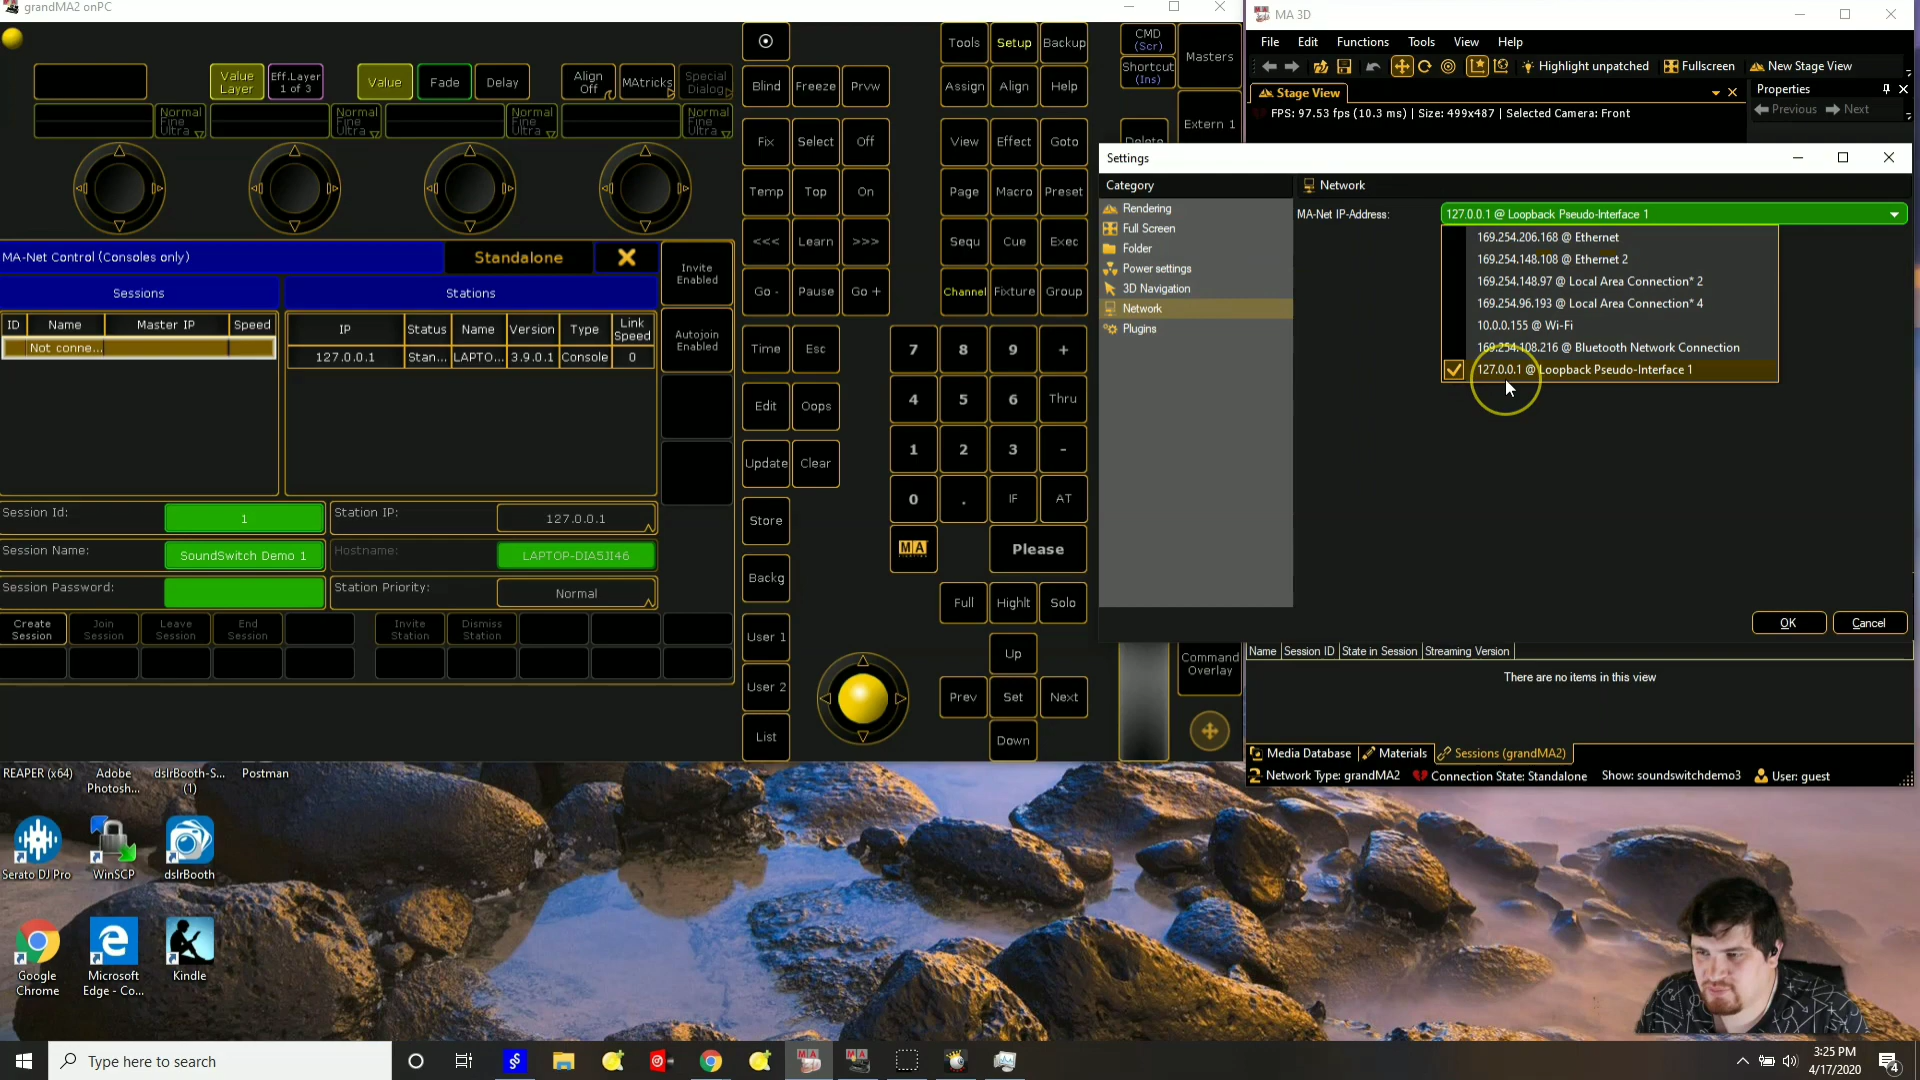 grandMA2 onPC
Value Layer
Eff.Layer 1 of 3
Value
Fade
Delay
Align Off
MAtricks
Special Dialog
Normal Fine Ultra
Normal Fine Ultra
Normal Fine Ultra
Normal Fine Ultra
MA-Net Control (Consoles only)
Standalone
Invite Enabled
Sessions
Stations
ID Name Master IP Speed
Not conne...
IP Status Name Version Type Link Speed
127.0.0.1 Stan... LAPTO... 3.9.0.1 Console 0
Autojoin Enabled
Session Id: 1
Station IP: 127.0.0.1
Session Name: SoundSwitch Demo 1
Hostname: LAPTOP-DIA5JI46
Session Password:
Station Priority: Normal
Create Session
Join Session
Leave Session
End Session
Invite Station
Dismiss Station
Tools Setup Backup
Blind Freeze Prvw
Assign Align Help
Fix Select Off
View Effect Goto
Temp Top On
Page Macro Preset
<<< Learn >>>
Sequ Cue Exec
Go - Pause Go +
Channel Fixture Group
Time Esc
7 8 9 +
Edit Oops
4 5 6 Thru
Update Clear
1 2 3 -
0 . IF AT
Store
MA Please
Backg
Full Highlt Solo
User 1
Up
User 2
Prev Set Next
List
Down
CMD (Scr)
Shortcut (Ins)
Masters
Extern 1
Delete
Command Overlay
MA 3D
File Edit Functions Tools View Help
Highlight unpatched Fullscreen New Stage View
Stage View
Properties
Previous Next
FPS: 97.53 fps (10.3 ms) | Size: 499x487 | Selected Camera: Front
Settings
Category
Rendering
Full Screen
Folder
Power settings
3D Navigation
Network
Plugins
Network
MA-Net IP-Address: 127.0.0.1 @ Loopback Pseudo-Interface 1
169.254.206.168 @ Ethernet
169.254.148.108 @ Ethernet 2
169.254.148.97 @ Local Area Connection* 2
169.254.96.193 @ Local Area Connection* 4
10.0.0.155 @ Wi-Fi
169.254.108.216 @ Bluetooth Network Connection
127.0.0.1 @ Loopback Pseudo-Interface 1
OK Cancel
Name Session ID State in Session Streaming Version
There are no items in this view
Media Database Materials Sessions (grandMA2)
Network Type: grandMA2 Connection State: Standalone Show: soundswitchdemo3 User: guest
REAPER (x64)
Adobe Photosh...
dslrBooth-S... (1)
Postman
Serato DJ Pro
WinSCP
dslrBooth
Google Chrome
Microsoft Edge - Co...
Kindle
Type here to search
3:25 PM
4/17/2020
4